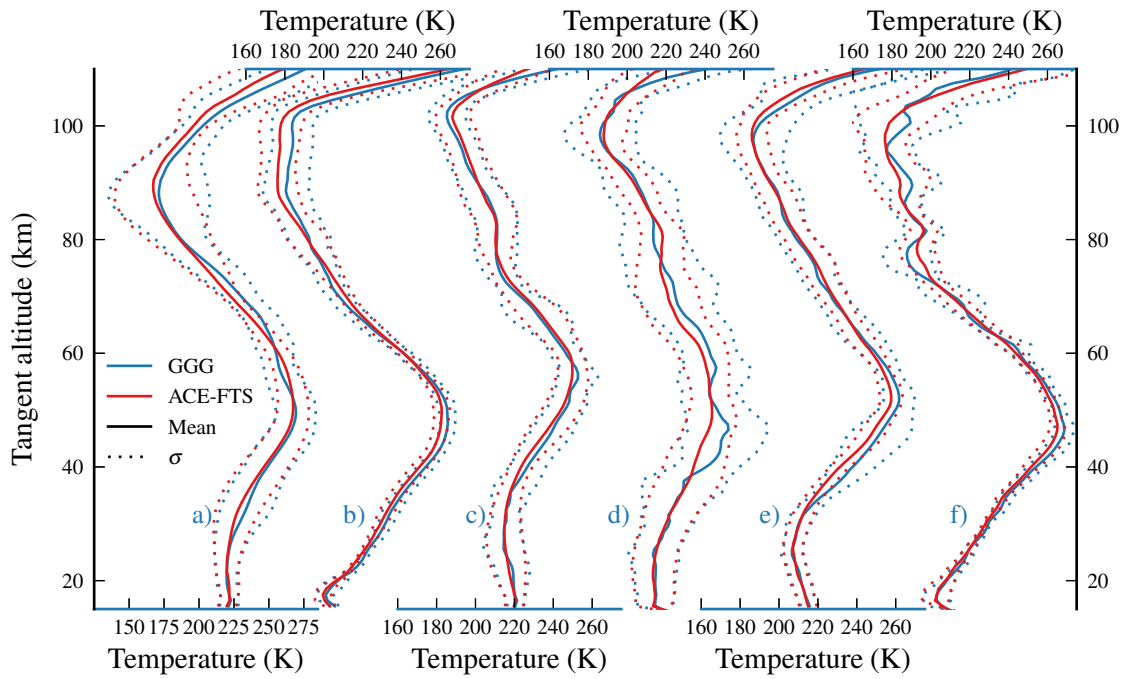 Temperature (K) Temperature (K) Temperature (K)
160 180 200 220 240 260 160 180 200 220 240 260 160 180 200 220 240 260
Tangent altitude (km)
100
80
60
40
20
100
80
60
40
20
GGG
ACE-FTS
Mean
σ
a) b) c) d) e) f)
150 175 200 225 250 275 160 180 200 220 240 260 160 180 200 220 240 260
Temperature (K) Temperature (K) Temperature (K)